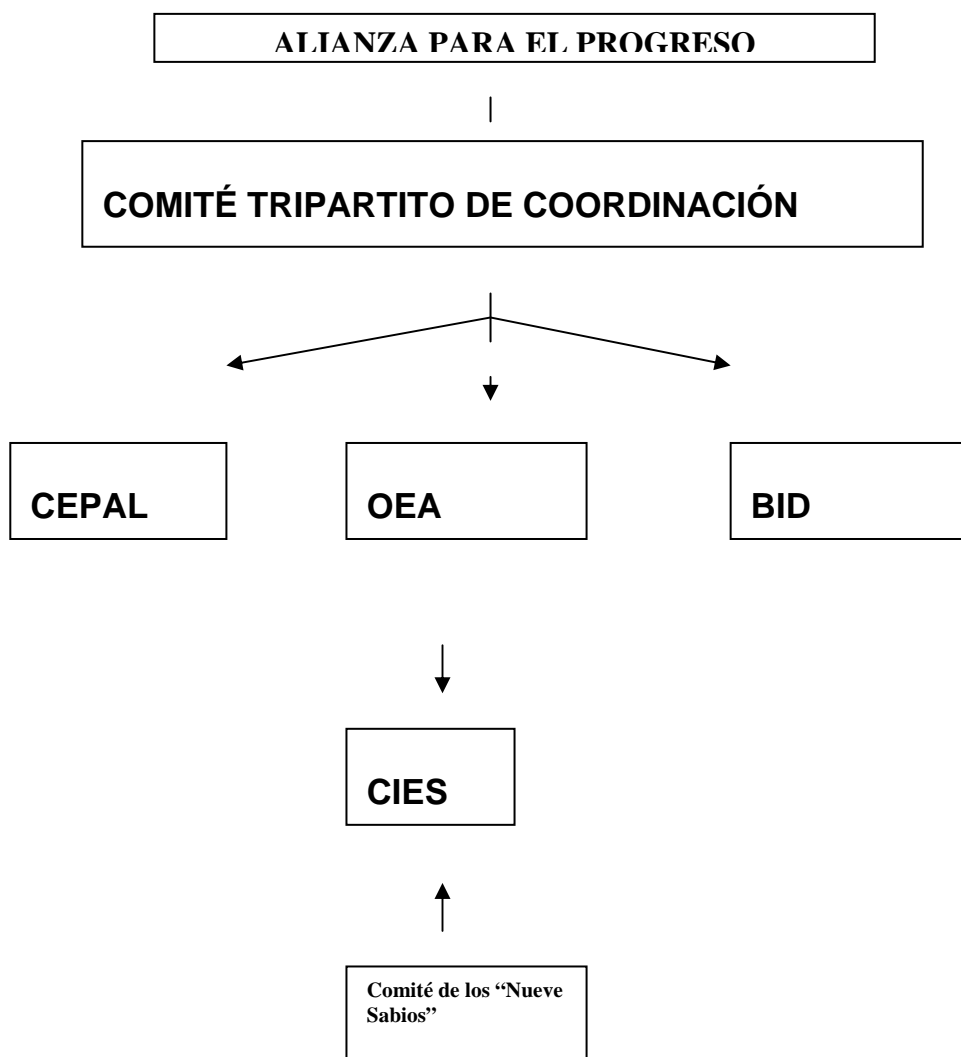 ALIANZA PARA EL PROGRESO
COMITÉ TRIPARTITO DE COORDINACIÓN
CEPAL
OEA
BID
CIES
Comité de los “Nueve
Sabios”